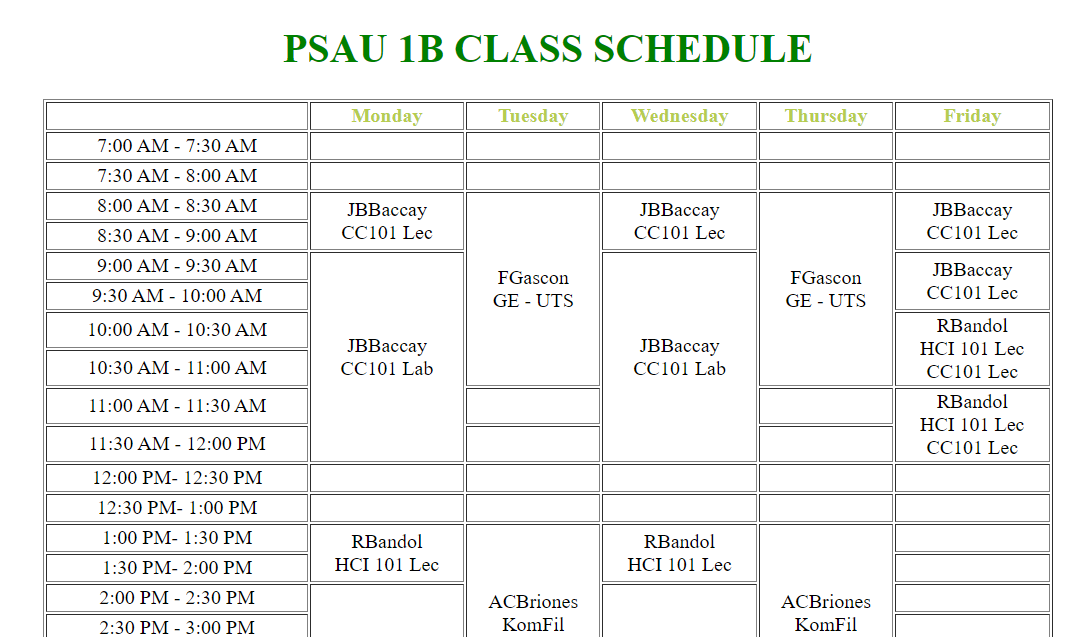 PSAU 1B CLASS SCHEDULE
Monday Tuesday Wednesday Thursday Friday
7:00 AM - 7:30 AM
7:30 AM - 8:00 AM
8:00 AM - 8:30 AM
JBBaccay
CC101 Lec
FGascon
GE - UTS
JBBaccay
CC101 Lec
FGascon
GE - UTS
JBBaccay
CC101 Lec
8:30 AM - 9:00 AM
9:00 AM - 9:30 AM
JBBaccay
CC101 Lab
JBBaccay
CC101 Lab
JBBaccay
CC101 Lec
9:30 AM - 10:00 AM
10:00 AM - 10:30 AM
RBandol
HCI 101 Lec
CC101 Lec
10:30 AM - 11:00 AM
11:00 AM - 11:30 AM
RBandol
HCI 101 Lec
CC101 Lec
11:30 AM - 12:00 PM
12:00 PM- 12:30 PM
12:30 PM- 1:00 PM
1:00 PM- 1:30 PM
RBandol
HCI 101 Lec
ACBriones
KomFil
RBandol
HCI 101 Lec
ACBriones
KomFil
1:30 PM- 2:00 PM
2:00 PM - 2:30 PM
2:30 PM - 3:00 PM